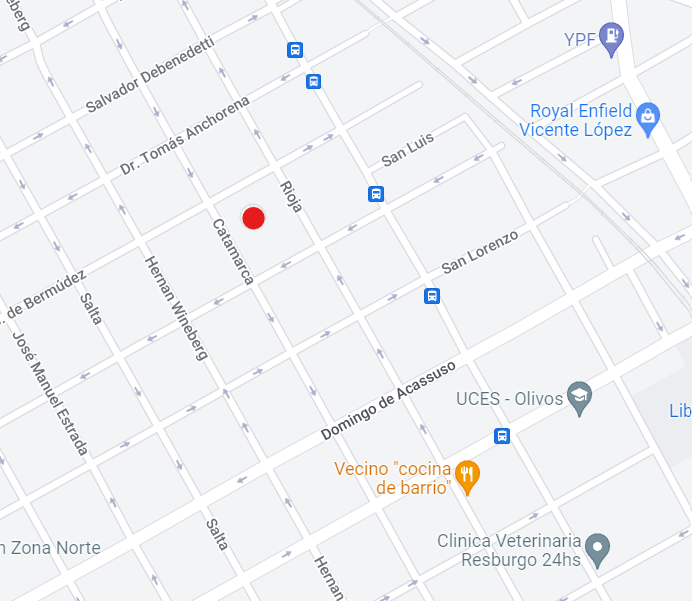 eberg
YPF
Salvador Debenedetti
Royal Enfield
Vicente López
Dr. Tomás Anchorena
San Luis
Rioja
Catamarca
San Lorenzo
de Bermúdez
Salta
Hernan Wineberg
José Manuel Estrada
Domingo de Acassuso
UCES - Olivos
Lib
Vecino "cocina
de barrio"
Salta
n Zona Norte
Clinica Veterinaria
Resburgo 24hs
Hernan